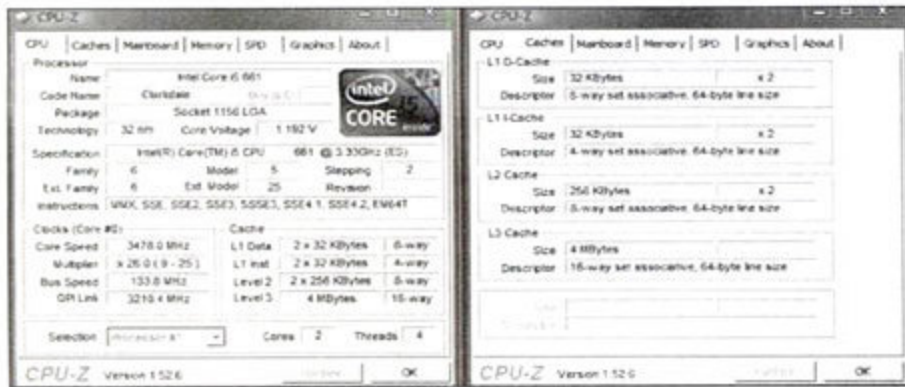 CPU-Z
CPU Caches Mainboard Memory SPD Graphics About
Processor
Name Intel Core i5 661
Code Name Clarkdale
Package Socket 1156 LGA
Technology 32 nm Core Voltage 1.192 V
intel
CORE i5
inside
Specification Intel(R) Core(TM) i5 CPU 661 @ 3.33GHz (ES)
Family 6 Model 5 Stepping 2
Ext. Family 6 Ext. Model 25 Revision
Instructions MMX, SSE, SSE2, SSE3, SSSE3, SSE4.1, SSE4.2, EM64T
Clocks (Core #0)
Core Speed 3478.0 MHz
Multiplier x 26.0 ( 9 - 25 )
Bus Speed 133.8 MHz
QPI Link 3210.4 MHz
Cache
L1 Data 2 x 32 KBytes 8-way
L1 Inst 2 x 32 KBytes 4-way
Level 2 2 x 256 KBytes 8-way
Level 3 4 MBytes 16-way
Selection Processor #1 Cores 2 Threads 4
CPU-Z Version 1.52.6 OK
CPU-Z
CPU Caches Mainboard Memory SPD Graphics About
L1 D-Cache
Size 32 KBytes x 2
Descriptor 8-way set associative, 64-byte line size
L1 I-Cache
Size 32 KBytes x 2
Descriptor 4-way set associative, 64-byte line size
L2 Cache
Size 256 KBytes x 2
Descriptor 8-way set associative, 64-byte line size
L3 Cache
Size 4 MBytes
Descriptor 16-way set associative, 64-byte line size
Size
CPU-Z Version 1.52.6 OK